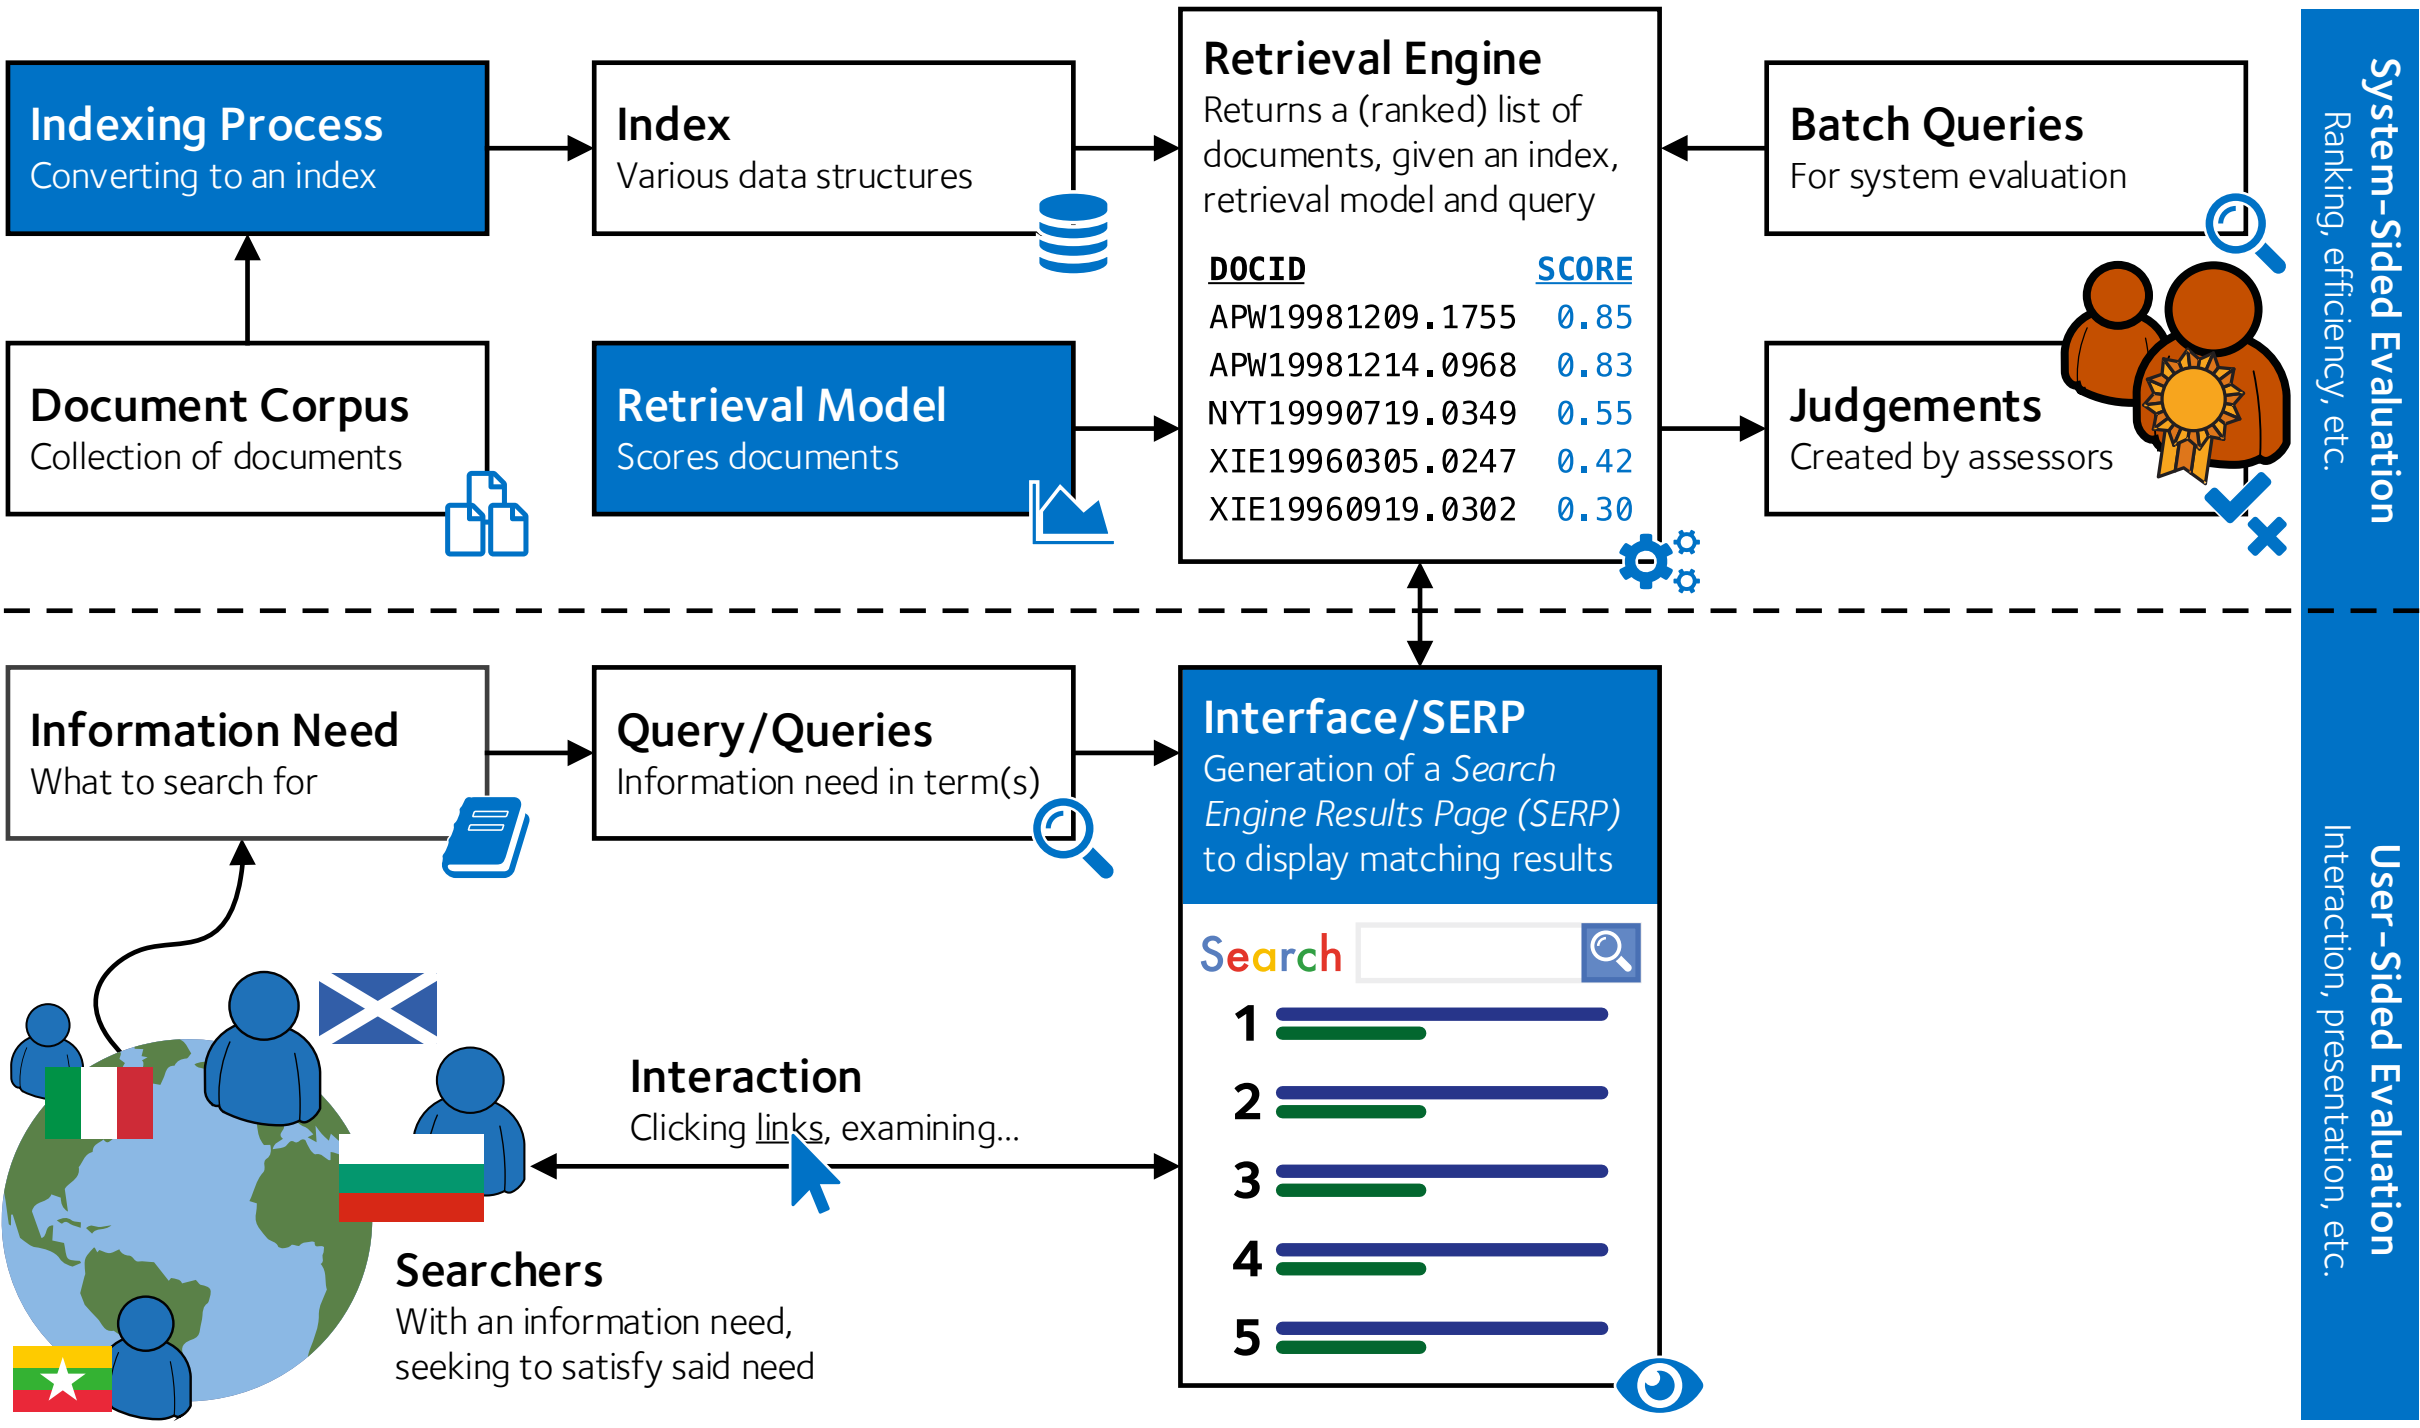 Indexing Process
Converting to an index
Index
Various data structures
Retrieval Engine
Returns a (ranked) list of
documents, given an index,
retrieval model and query
DOCID SCORE
APW19981209.1755 0.85
APW19981214.0968 0.83
NYT19990719.0349 0.55
XIE19960305.0247 0.42
XIE19960919.0302 0.30
Batch Queries
For system evaluation
Document Corpus
Collection of documents
Retrieval Model
Scores documents
Judgements
Created by assessors
System-Sided Evaluation
Ranking, efficiency, etc.
Information Need
What to search for
Query/Queries
Information need in term(s)
Interface/SERP
Generation of a Search
Engine Results Page (SERP)
to display matching results
Search
1
2
3
4
5
Interaction
Clicking links, examining...
Searchers
With an information need,
seeking to satisfy said need
User-Sided Evaluation
Interaction, presentation, etc.